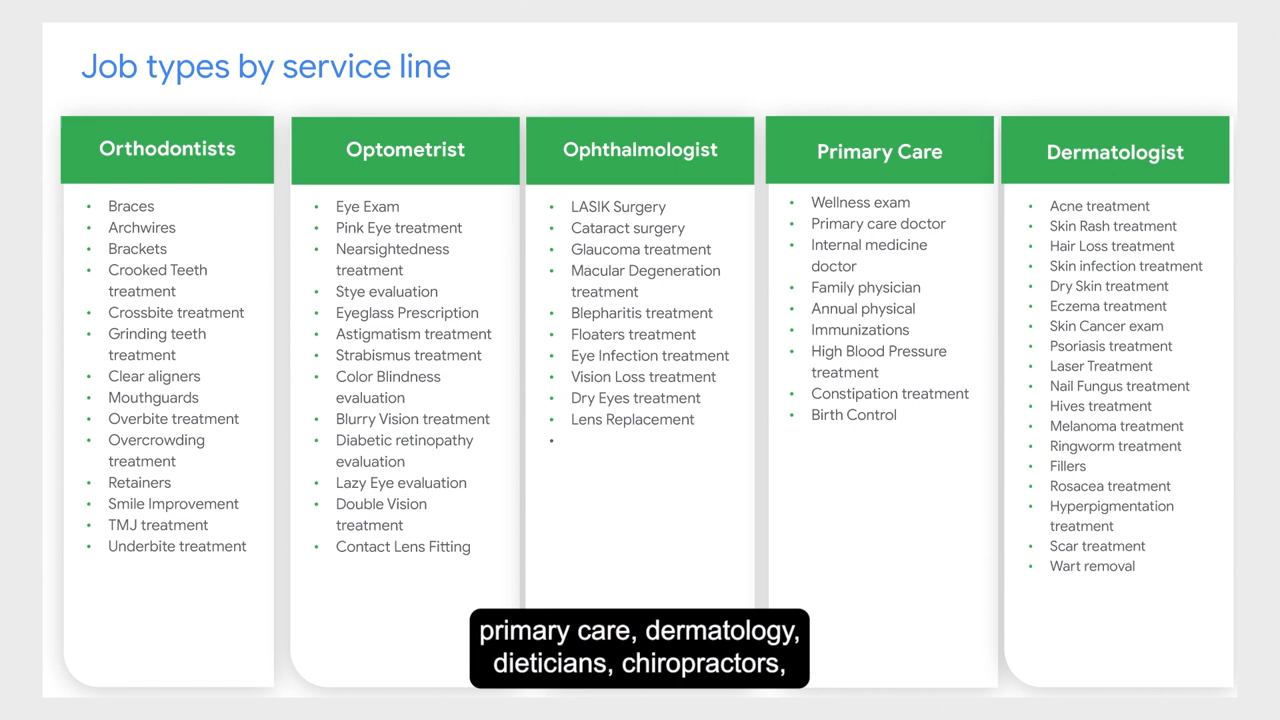 Job types by service line
Orthodontists
Braces
Archwires
Brackets
Crooked Teeth
treatment
Crossbite treatment
Grinding teeth
treatment
Clear aligners
Mouthguards
Overbite treatment
Overcrowding
treatment
Retainers
Smile Improvement
TMJ treatment
Underbite treatment
Optometrist
Eye Exam
Pink Eye treatment
Nearsightedness
treatment
Stye evaluation
Eyeglass Prescription
Astigmatism treatment
Strabismus treatment
Color Blindness
evaluation
Blurry Vision treatment
Diabetic retinopathy
evaluation
Lazy Eye evaluation
Double Vision
treatment
Contact Lens Fitting
Ophthalmologist
LASIK Surgery
Cataract surgery
Glaucoma treatment
Macular Degeneration
treatment
Blepharitis treatment
Floaters treatment
Eye Infection treatment
Vision Loss treatment
Dry Eyes treatment
Lens Replacement
Primary Care
Wellness exam
Primary care doctor
Internal medicine
doctor
Family physician
Annual physical
Immunizations
High Blood Pressure
treatment
Constipation treatment
Birth Control
Dermatologist
Acne treatment
Skin Rash treatment
Hair Loss treatment
Skin infection treatment
Dry Skin treatment
Eczema treatment
Skin Cancer exam
Psoriasis treatment
Laser Treatment
Nail Fungus treatment
Hives treatment
Melanoma treatment
Ringworm treatment
Fillers
Rosacea treatment
Hyperpigmentation
treatment
Scar treatment
Wart removal
primary care, dermatology,
dieticians, chiropractors,